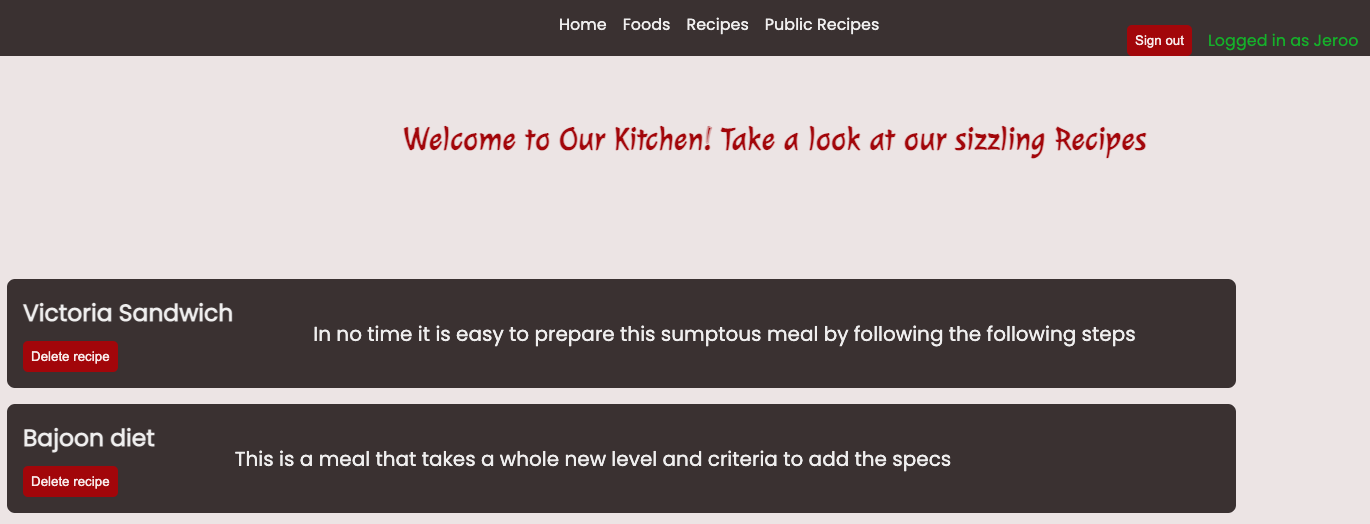 Home Foods Recipes Public Recipes
Sign out Logged in as Jeroo
Welcome to Our Kitchen! Take a look at our sizzling Recipes
Victoria Sandwich
In no time it is easy to prepare this sumptous meal by following the following steps
Delete recipe
Bajoon diet
This is a meal that takes a whole new level and criteria to add the specs
Delete recipe